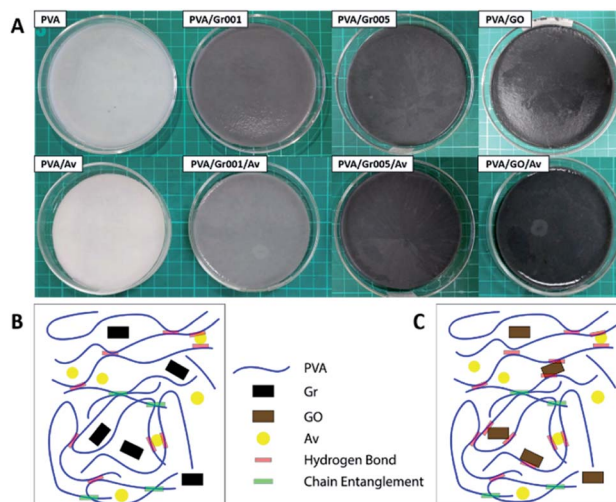 A
PVA
PVA/Gr001
PVA/Gr005
PVA/GO
PVA/Av
PVA/Gr001/Av
PVA/Gr005/Av
PVA/GO/Av
B
PVA
Gr
GO
Av
Hydrogen Bond
Chain Entanglement
C